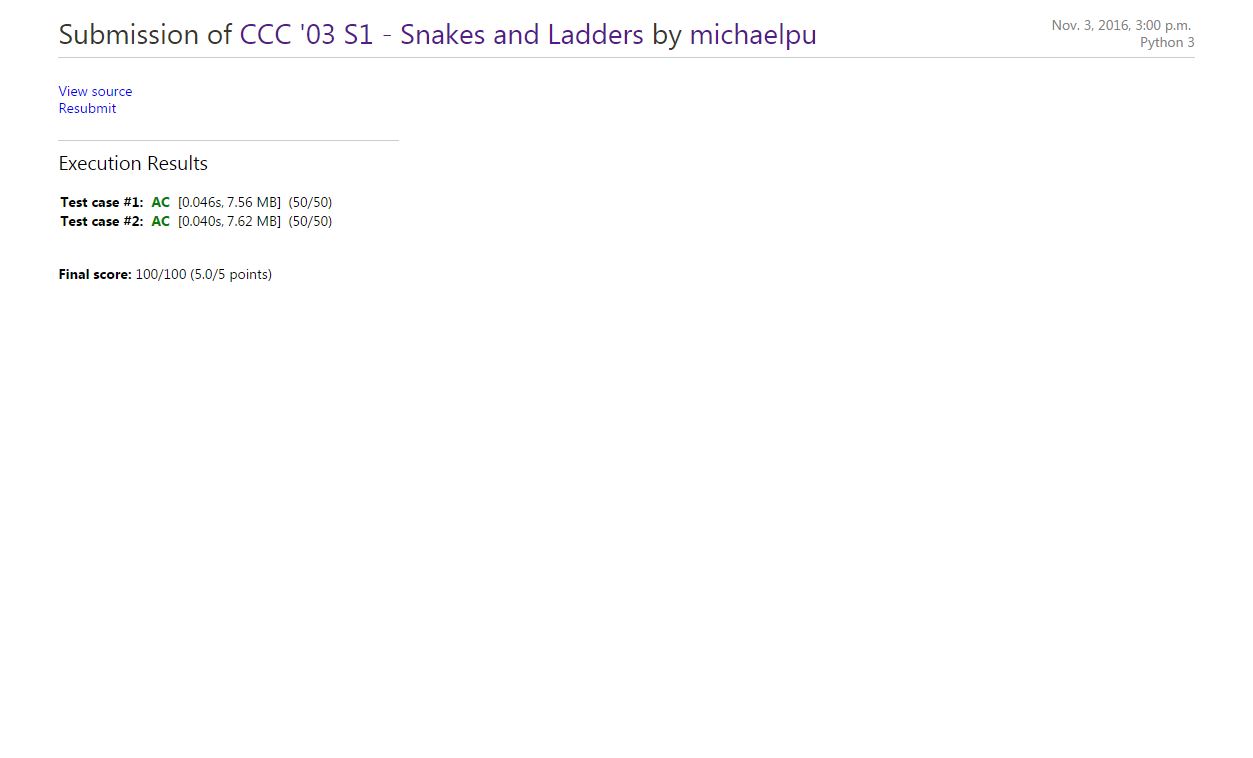 Submission of CCC '03 S1 - Snakes and Ladders by michaelpu
Nov. 3, 2016, 3:00 p.m.
Python 3
View source
Resubmit
Execution Results
Test case #1: AC [0.046s, 7.56 MB] (50/50)
Test case #2: AC [0.040s, 7.62 MB] (50/50)
Final score: 100/100 (5.0/5 points)